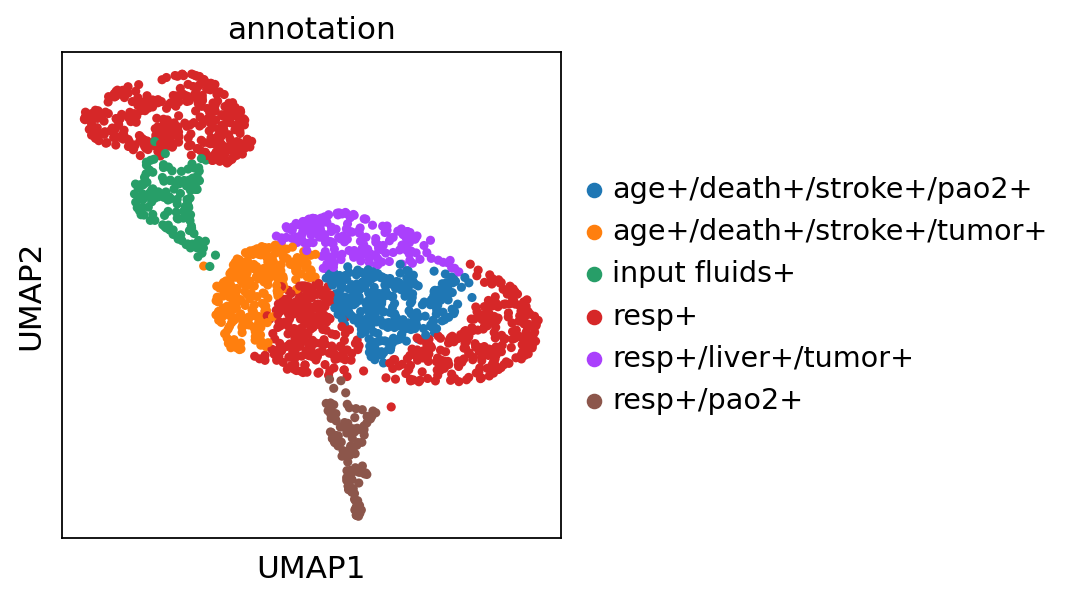 annotation
UMAP2
UMAP1
age+/death+/stroke+/pao2+
age+/death+/stroke+/tumor+
input fluids+
resp+
resp+/liver+/tumor+
resp+/pao2+